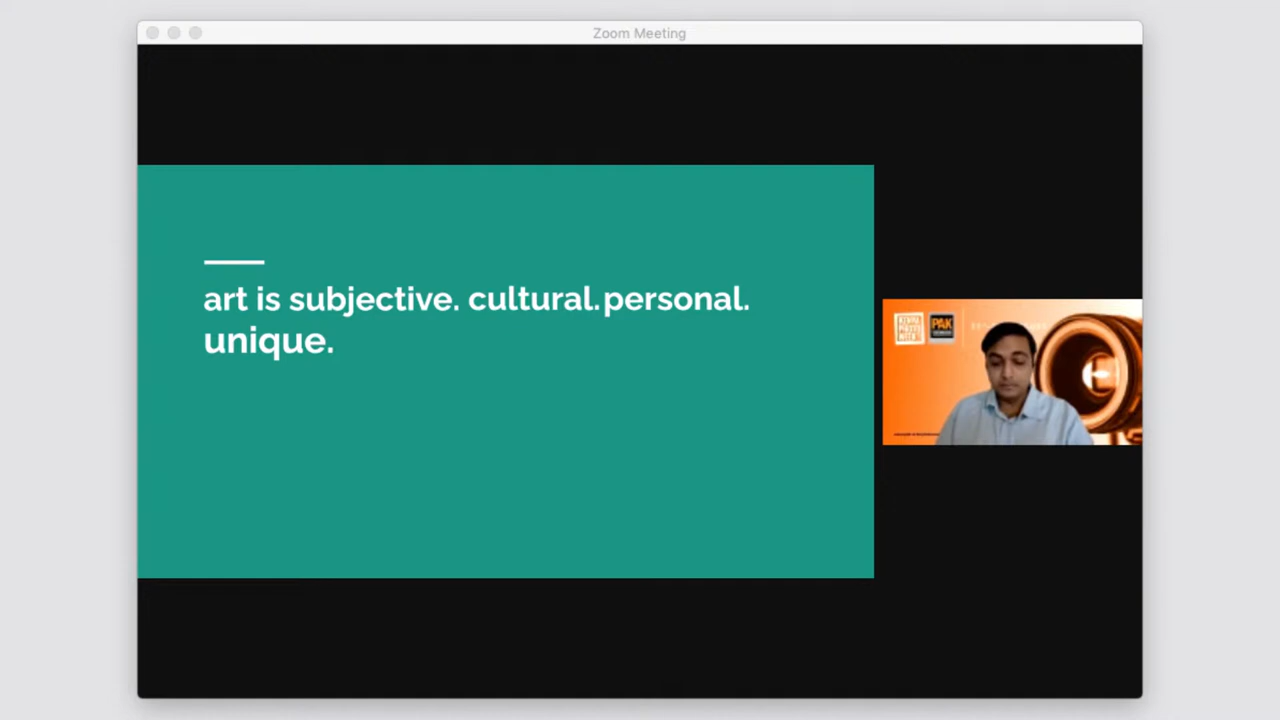 Zoom Meeting
art is subjective. cultural.personal.
unique.
PAK